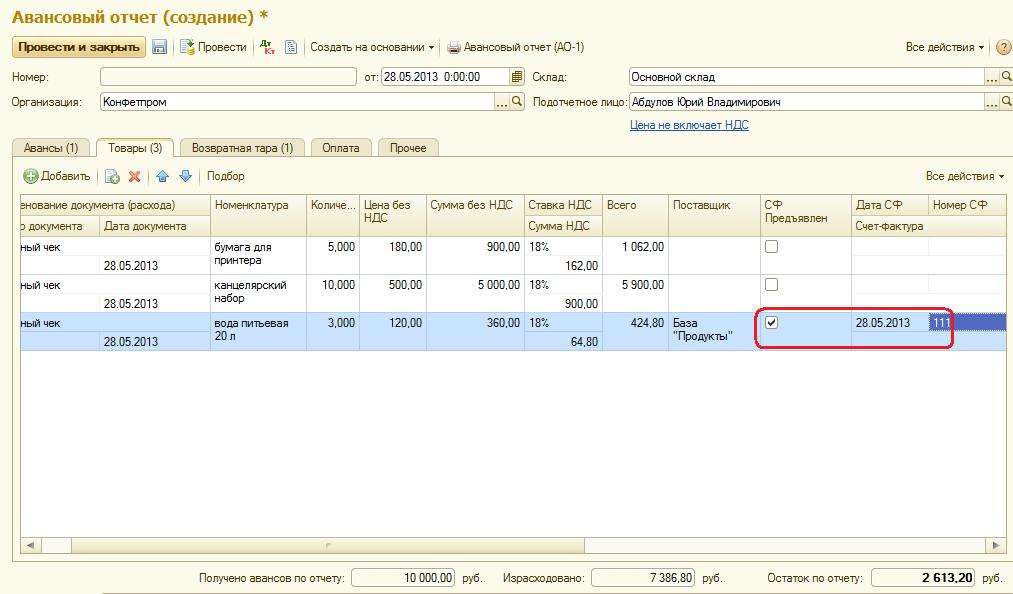 Авансовый отчет (создание) *
Провести и закрыть Провести Дт Кт Создать на основании Авансовый отчет (АО-1) Все действия ?
Номер: от: 28.05.2013 0:00:00 Склад: Основной склад ...
Организация: Конфетпром ... Подотчетное лицо: Абдулов Юрий Владимирович ...
Цена не включает НДС
Авансы (1) Товары (3) Возвратная тара (1) Оплата Прочее
Добавить Подбор Все действия
енование документа (расхода) Номенклатура Количе... Цена без НДС Сумма без НДС Ставка НДС Всего Поставщик СФ Предъявлен Дата СФ Номер СФ
о документа Дата документа Сумма НДС Счет-фактура
ный чек бумага для принтера 5,000 180,00 900,00 18% 1 062,00
28.05.2013 162,00
ный чек канцелярский набор 10,000 500,00 5 000,00 18% 5 900,00
28.05.2013 900,00
ный чек вода питьевая 20 л 3,000 120,00 360,00 18% 424,80 База "Продукты" 28.05.2013 111
28.05.2013 64,80
Получено авансов по отчету: 10 000,00 руб. Израсходовано: 7 386,80 руб. Остаток по отчету: 2 613,20 руб.